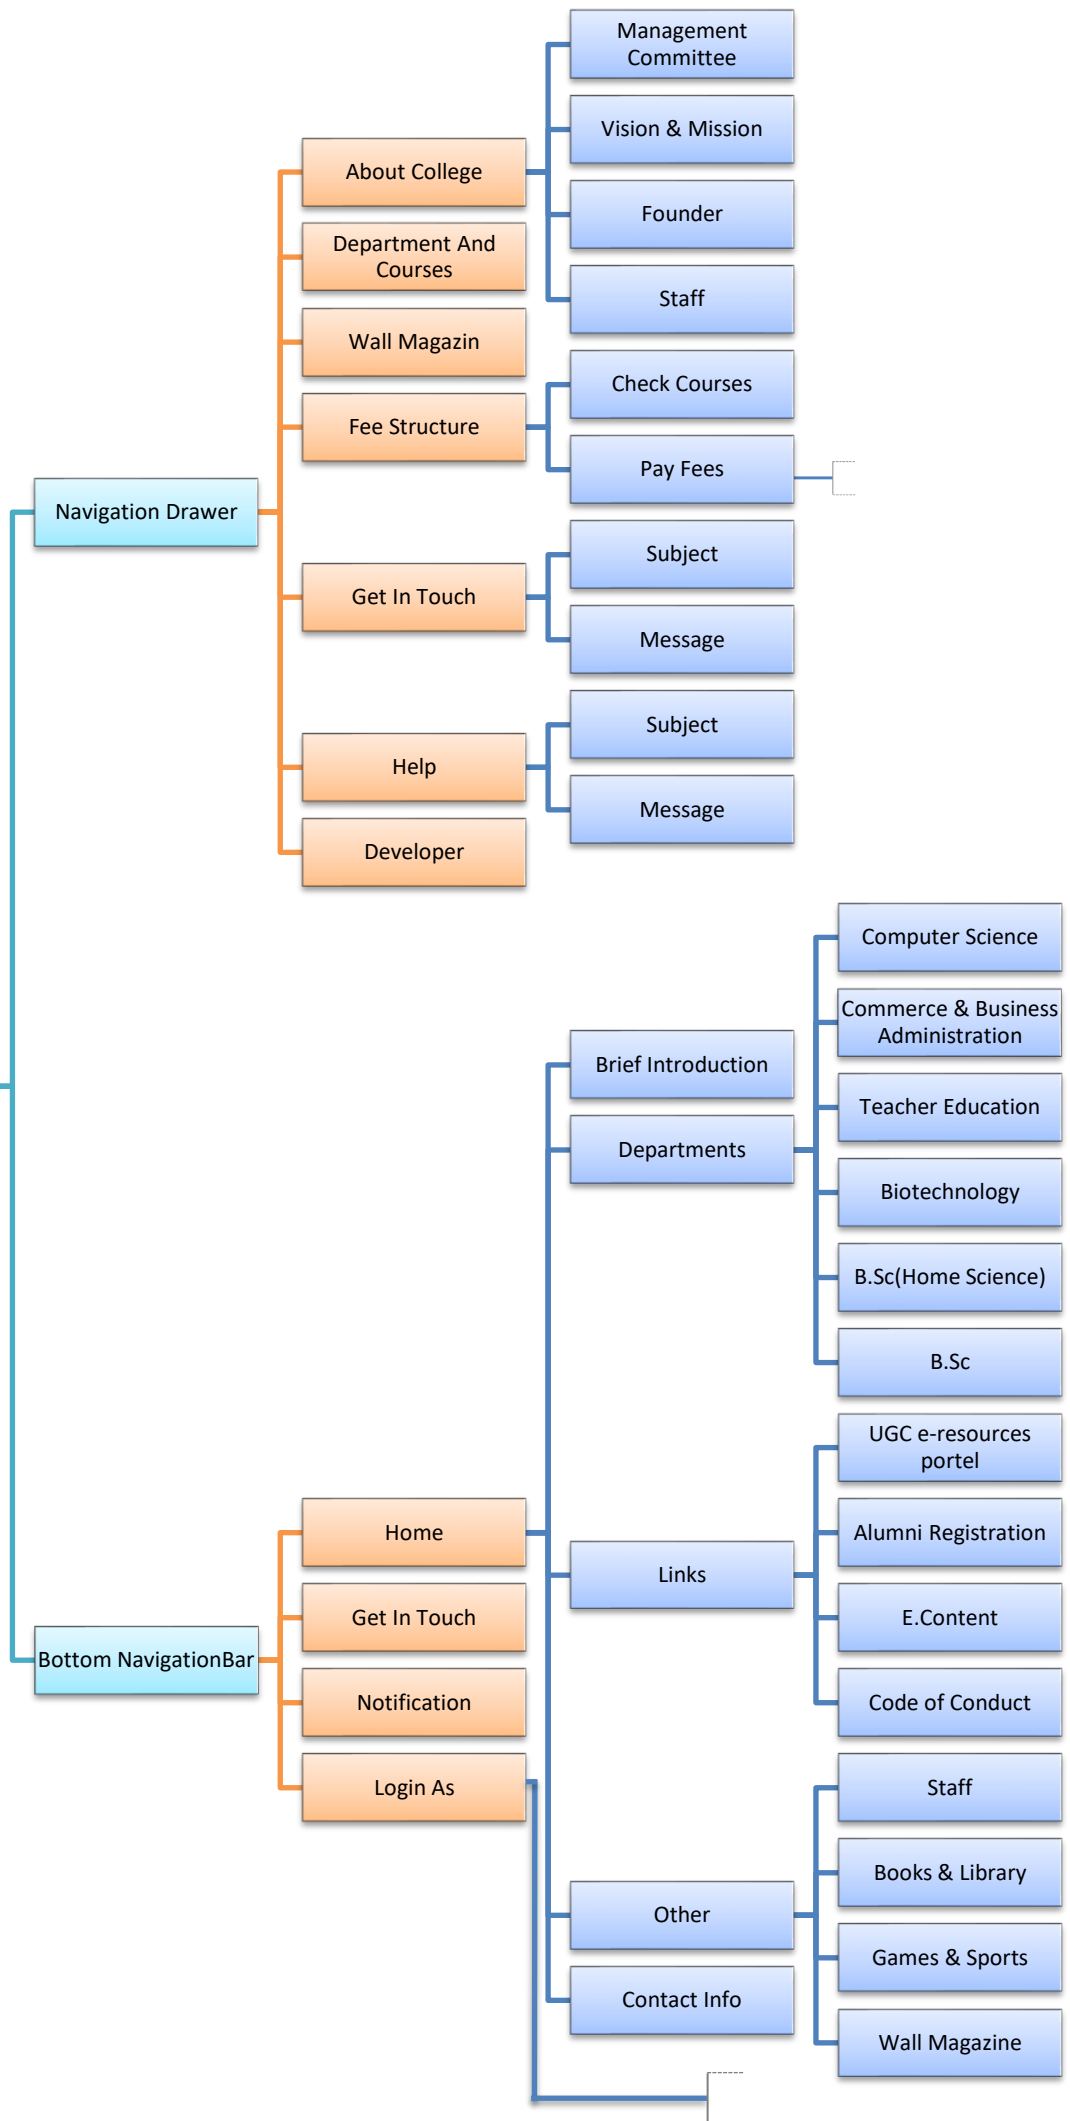 Management
Committee
Vision & Mission
About College
Founder
Department And
Courses
Staff
Wall Magazin
Check Courses
Fee Structure
Pay Fees
Navigation Drawer
Subject
Get In Touch
Message
Subject
Help
Message
Developer
Computer Science
Commerce & Business
Administration
Brief Introduction
Teacher Education
Departments
Biotechnology
B.Sc(Home Science)
B.Sc
UGC e-resources
portel
Home
Alumni Registration
Links
Get In Touch
E.Content
Bottom NavigationBar
Notification
Code of Conduct
Login As
Staff
Books & Library
Other
Games & Sports
Contact Info
Wall Magazine